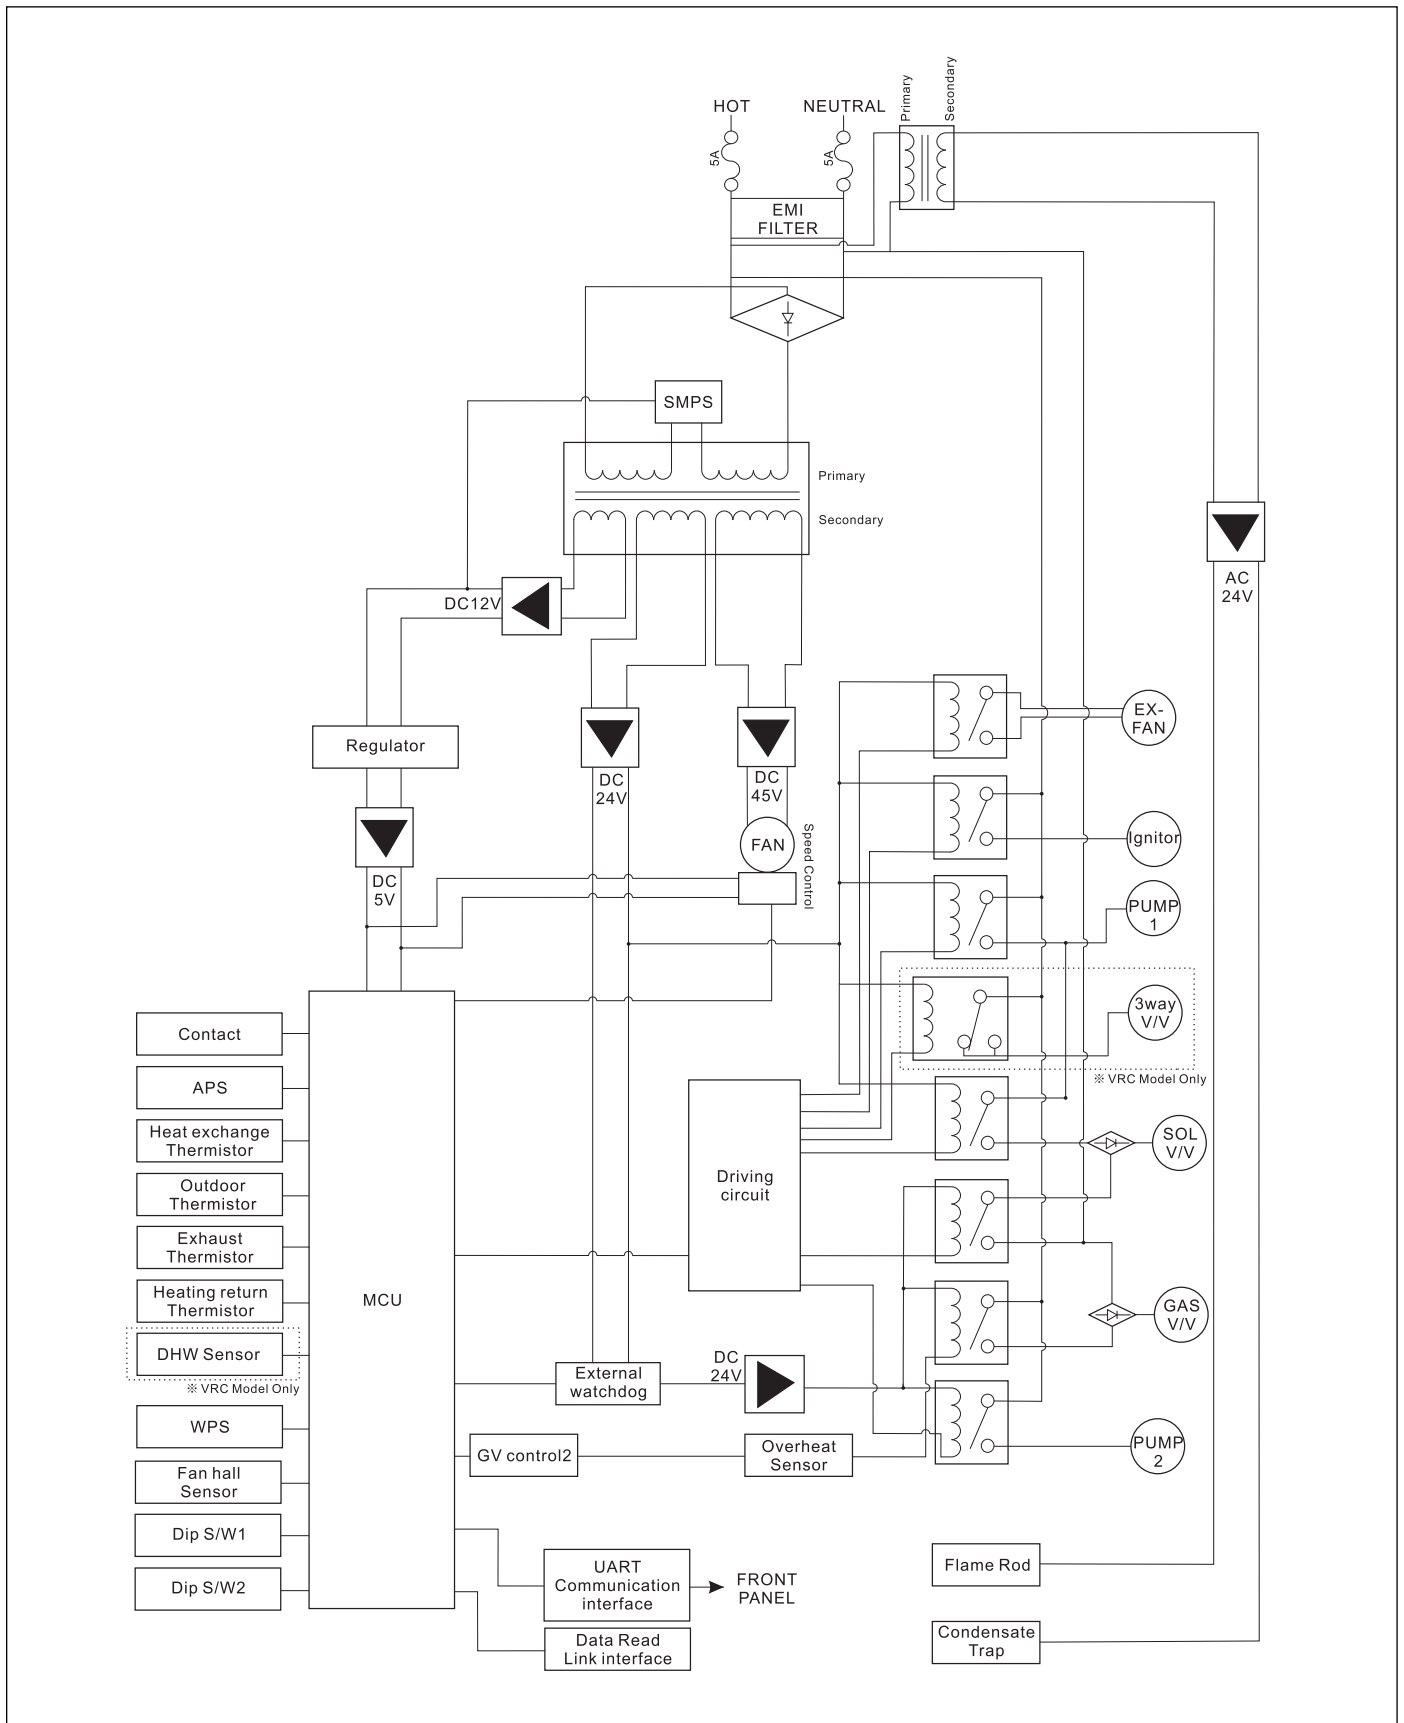 HOT
NEUTRAL
Primary
Secondary
5A
5A
EMI
FILTER
SMPS
Primary
Secondary
DC12V
AC
24V
Regulator
DC
24V
DC
45V
EX-
FAN
FAN
Speed Control
Ignitor
DC
5V
PUMP
1
3way
V/V
※ VRC Model Only
Contact
APS
Heat exchange
Thermistor
Outdoor
Thermistor
Exhaust
Thermistor
Heating return
Thermistor
DHW Sensor
※ VRC Model Only
WPS
Fan hall
Sensor
Dip S/W1
Dip S/W2
MCU
Driving
circuit
SOL
V/V
GAS
V/V
External
watchdog
DC
24V
GV control2
Overheat
Sensor
PUMP
2
UART
Communication
interface
FRONT
PANEL
Data Read
Link interface
Flame Rod
Condensate
Trap